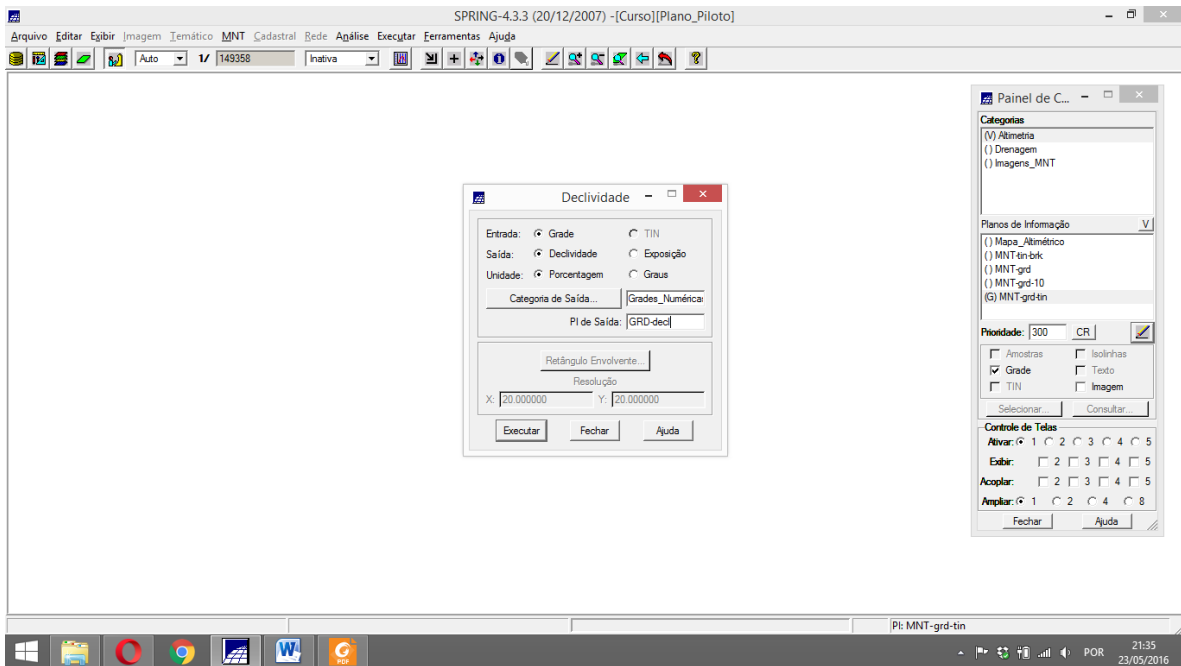 SPRING-4.3.3 (20/12/2007) -[Curso][Plano_Piloto]
Arquivo Editar Exibir Imagem Temático MNT Cadastral Rede Análise Executar Ferramentas Ajuda
Auto 1/ 149358 Inativa
Painel de C...
Categorias
(V) Altimetria
( ) Drenagem
( ) Imagens_MNT
Planos de Informação V
( ) Mapa_Altimétrico
( ) MNT-tin-brk
( ) MNT-grd
( ) MNT-grd-10
(G) MNT-grd-tin
Prioridade: 300 CR
Amostras Isolinhas
Grade Texto
TIN Imagem
Selecionar... Consultar...
Controle de Telas
Ativar: 1 2 3 4 5
Exibir: 2 3 4 5
Acoplar: 2 3 4 5
Ampliar: 1 2 4 8
Fechar Ajuda
Declividade
Entrada: Grade TIN
Saída: Declividade Exposição
Unidade: Porcentagem Graus
Categoria de Saída... Grades_Numéricas
PI de Saída: GRD-decl
Retângulo Envolvente...
Resolução
X: 20.000000 Y: 20.000000
Executar Fechar Ajuda
PI: MNT-grd-tin
W
PDF
POR
21:35
23/05/2016